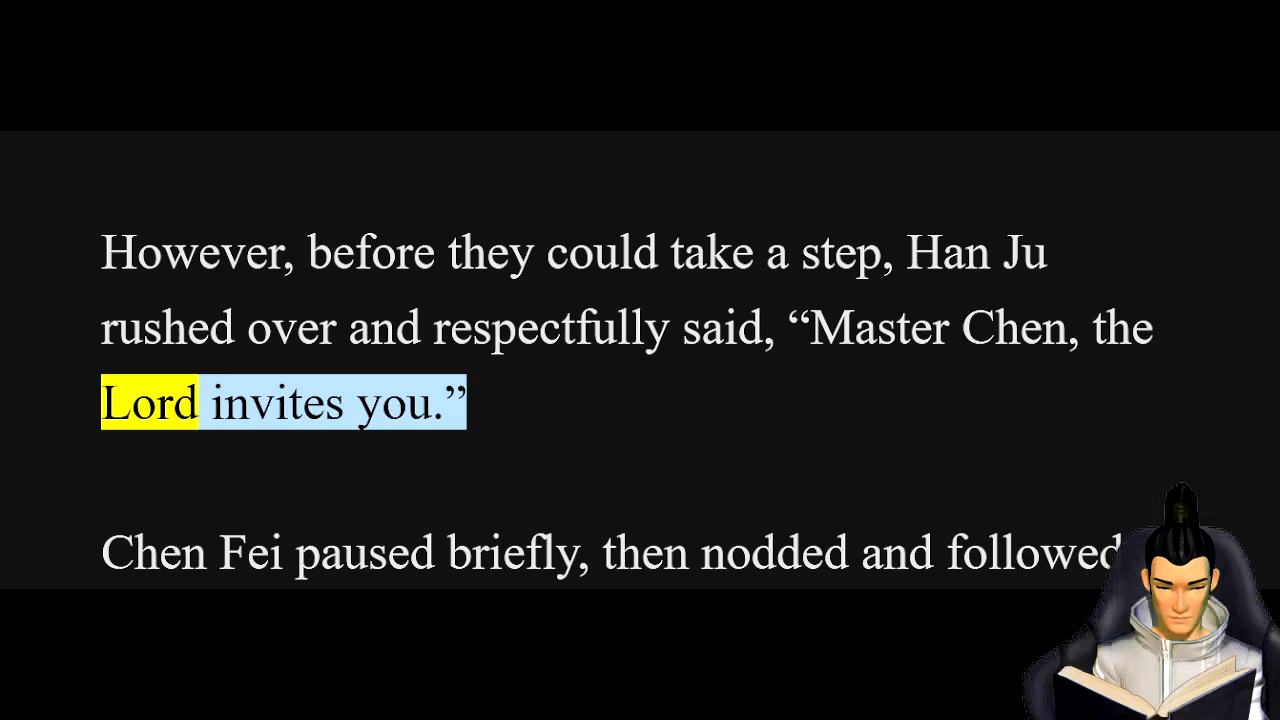 However, before they could take a step, Han Ju
rushed over and respectfully said, “Master Chen, the
Lord invites you.”
Chen Fei paused briefly, then nodded and followed